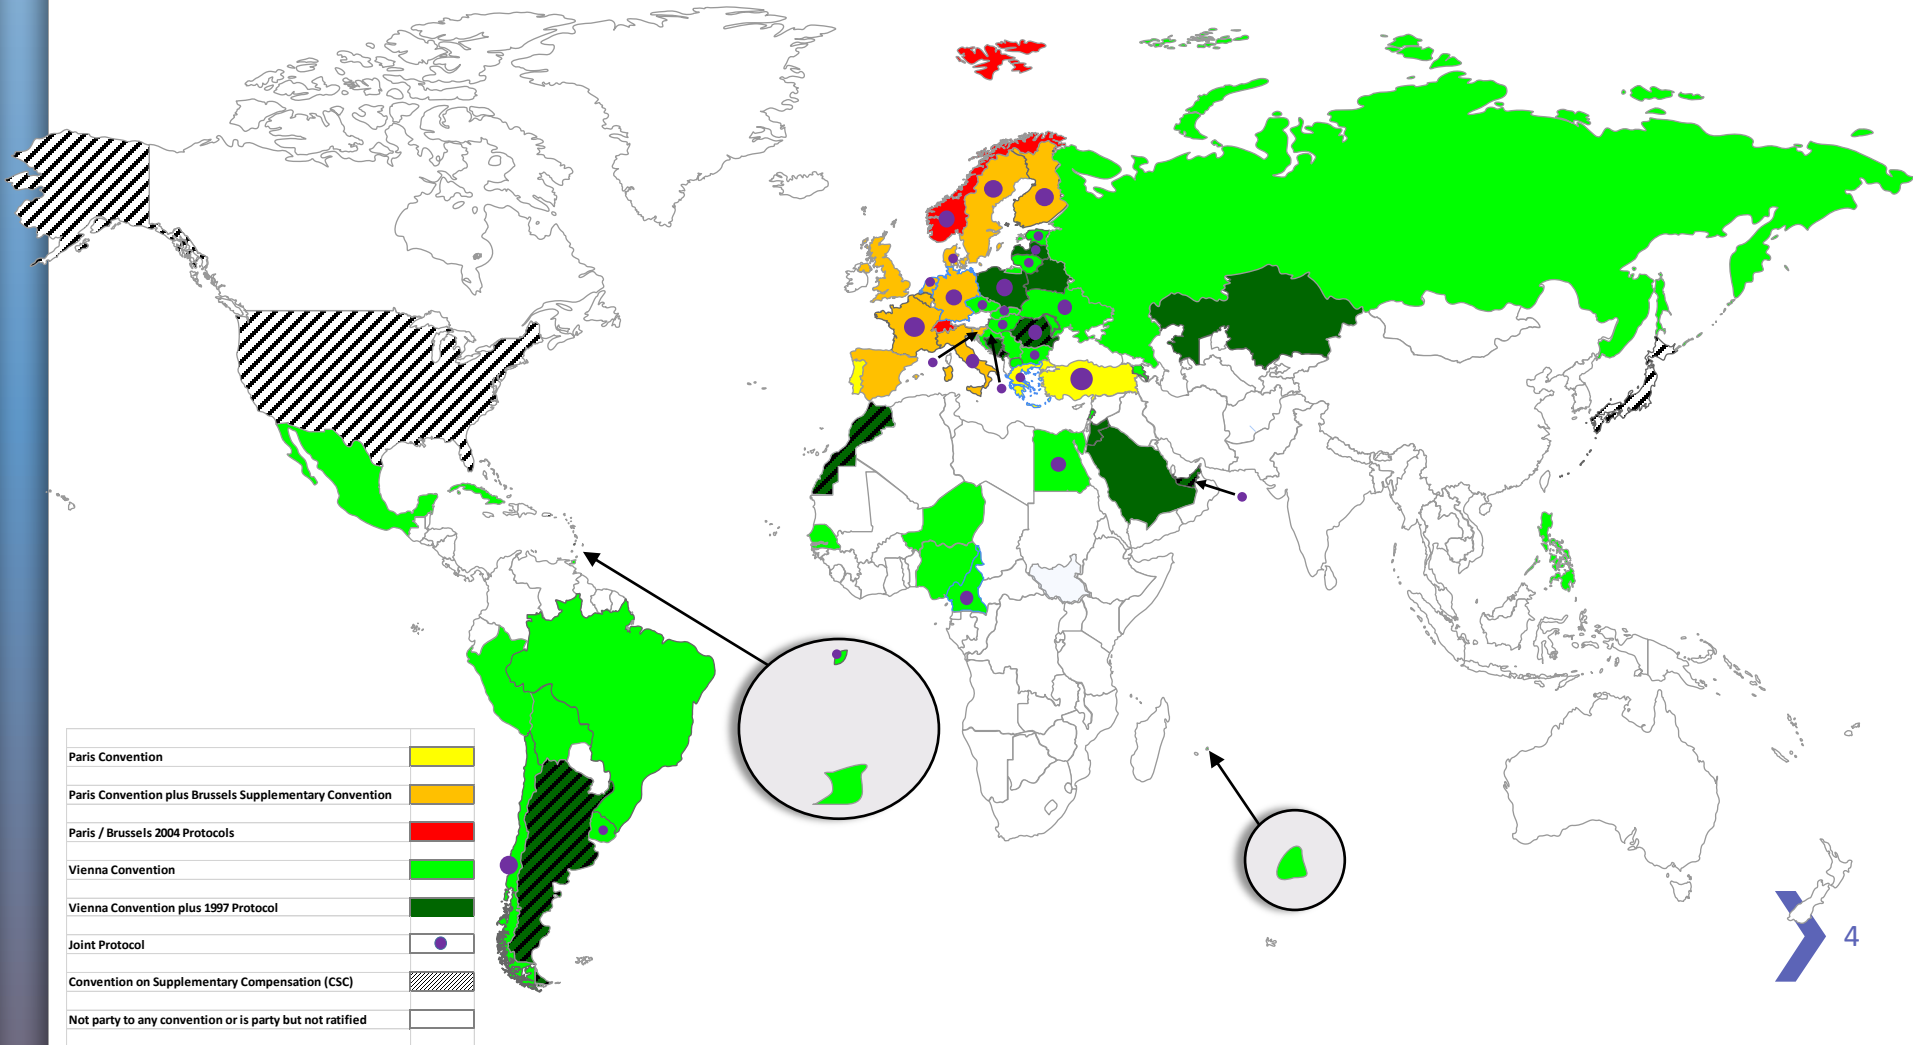 Paris Convention
Paris Convention plus Brussels Supplementary Convention
Paris / Brussels 2004 Protocols
Vienna Convention
Vienna Convention plus 1997 Protocol
Joint Protocol
Convention on Supplementary Compensation (CSC)
Not party to any convention or is party but not ratified
4